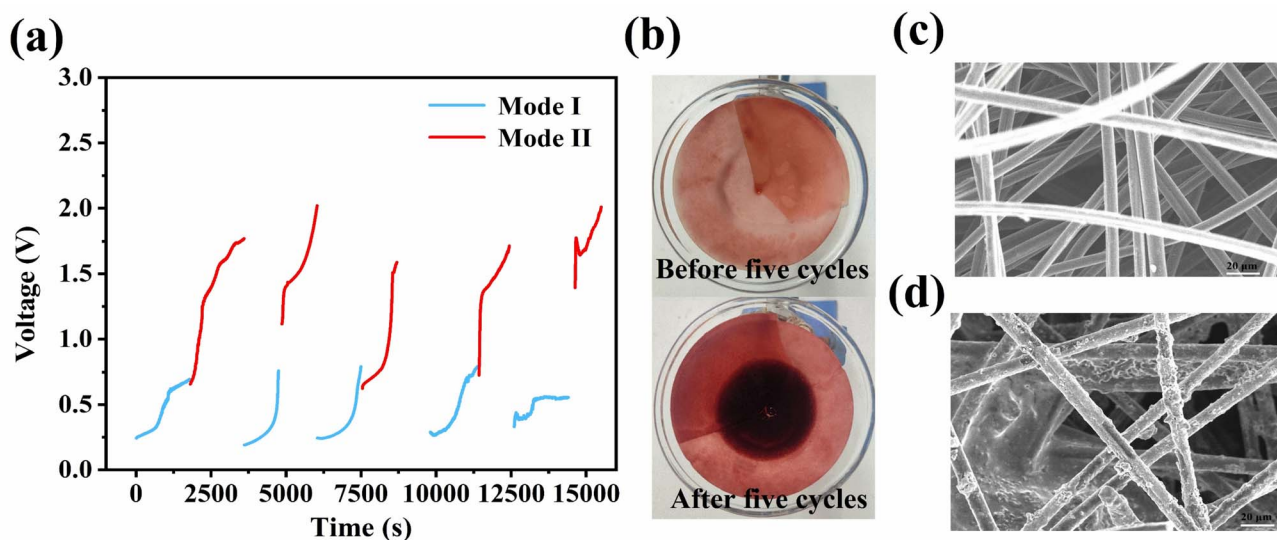 (a)
Voltage (V)
3.0
2.5
2.0
1.5
1.0
0.5
0.0
Mode I
Mode II
0
2500
5000
7500
10000
12500
15000
Time (s)
(b)
Before five cycles
After five cycles
(c)
20 μm
(d)
20 μm